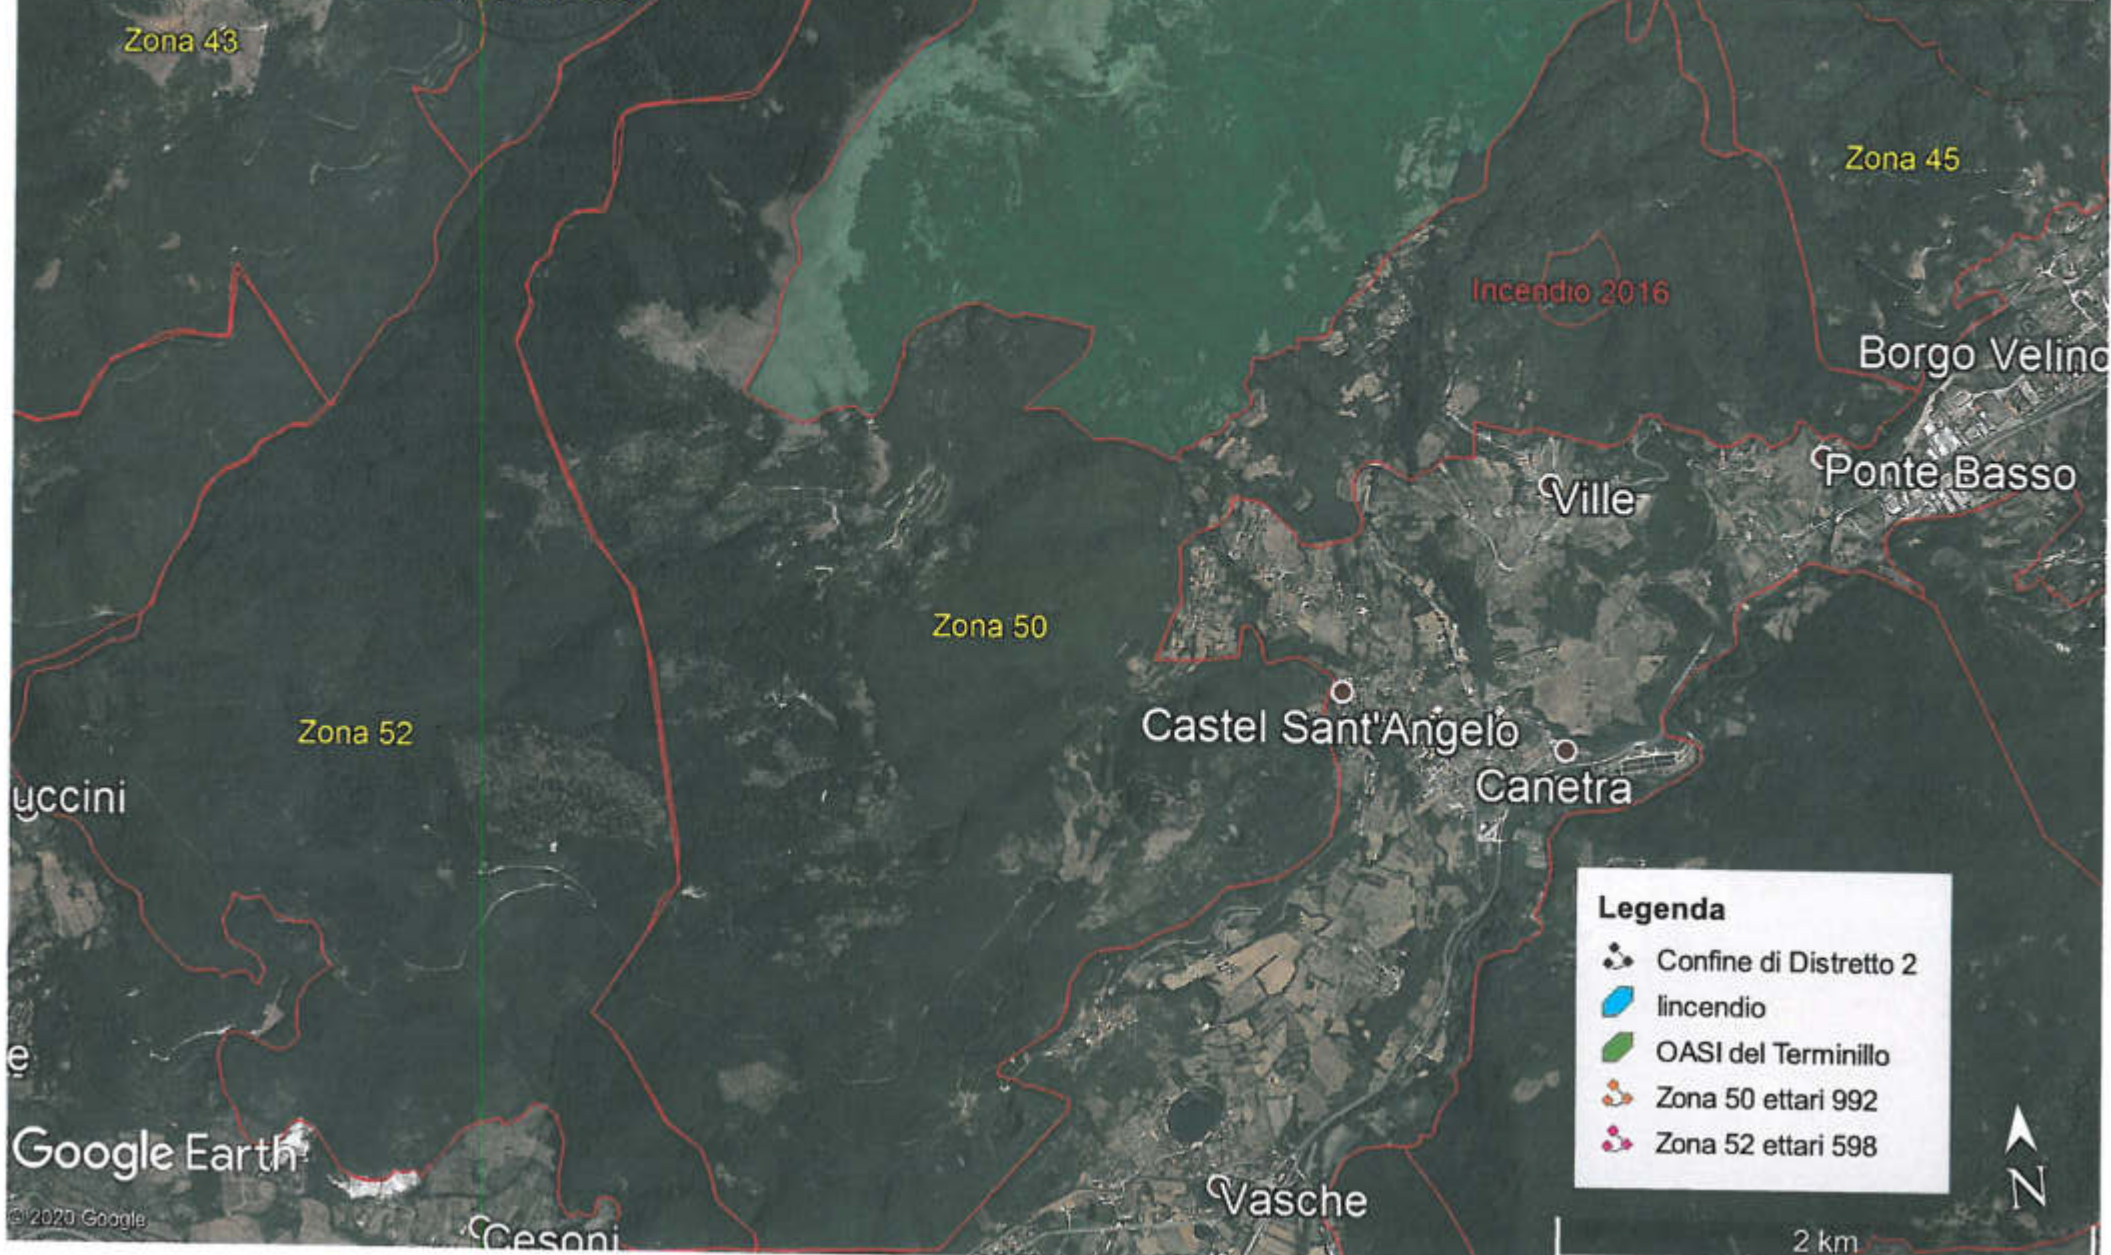 Zona 43
Zona 45
Incendio 2016
Borgo Velino
Ponte Basso
Ville
Zona 50
Castel Sant'Angelo
Zona 52
Canetra
uccini
Legenda
Confine di Distretto 2
lincendio
OASI del Terminillo
Zona 50 ettari 992
Zona 52 ettari 598
e
Google Earth
N
Vasche
© 2020 Google
Cesoni
2 km